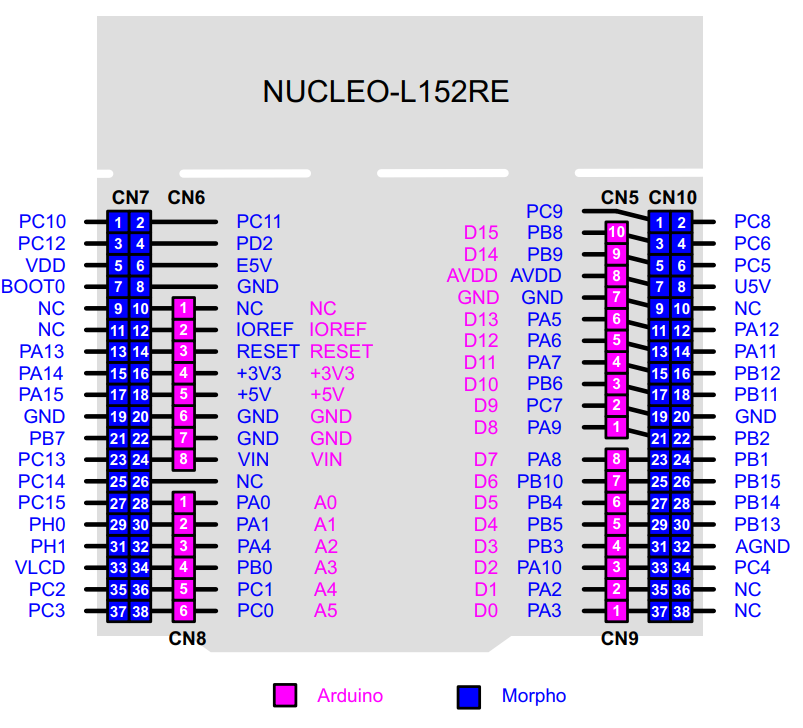 NUCLEO-L152RE
CN7 CN6 CN5 CN10
PC9
PC10 1 2 PC11 D15 PB8 10 1 2 PC8
PC12 3 4 PD2 D14 PB9 9 3 4 PC6
VDD 5 6 E5V AVDD AVDD 8 5 6 PC5
BOOT0 7 8 GND GND GND 7 7 8 U5V
NC 9 10 1 NC NC D13 PA5 6 9 10 NC
NC 11 12 2 IOREF IOREF D12 PA6 5 11 12 PA12
PA13 13 14 3 RESET RESET D11 PA7 4 13 14 PA11
PA14 15 16 4 +3V3 +3V3 D10 PB6 3 15 16 PB12
PA15 17 18 5 +5V +5V D9 PC7 2 17 18 PB11
GND 19 20 6 GND GND D8 PA9 1 19 20 GND
PB7 21 22 7 GND GND 21 22 PB2
PC13 23 24 8 VIN VIN D7 PA8 8 23 24 PB1
PC14 25 26 NC D6 PB10 7 25 26 PB15
PC15 27 28 1 PA0 A0 D5 PB4 6 27 28 PB14
PH0 29 30 2 PA1 A1 D4 PB5 5 29 30 PB13
PH1 31 32 3 PA4 A2 D3 PB3 4 31 32 AGND
VLCD 33 34 4 PB0 A3 D2 PA10 3 33 34 PC4
PC2 35 36 5 PC1 A4 D1 PA2 2 35 36 NC
PC3 37 38 6 PC0 A5 D0 PA3 1 37 38 NC
CN8 CN9
Arduino Morpho